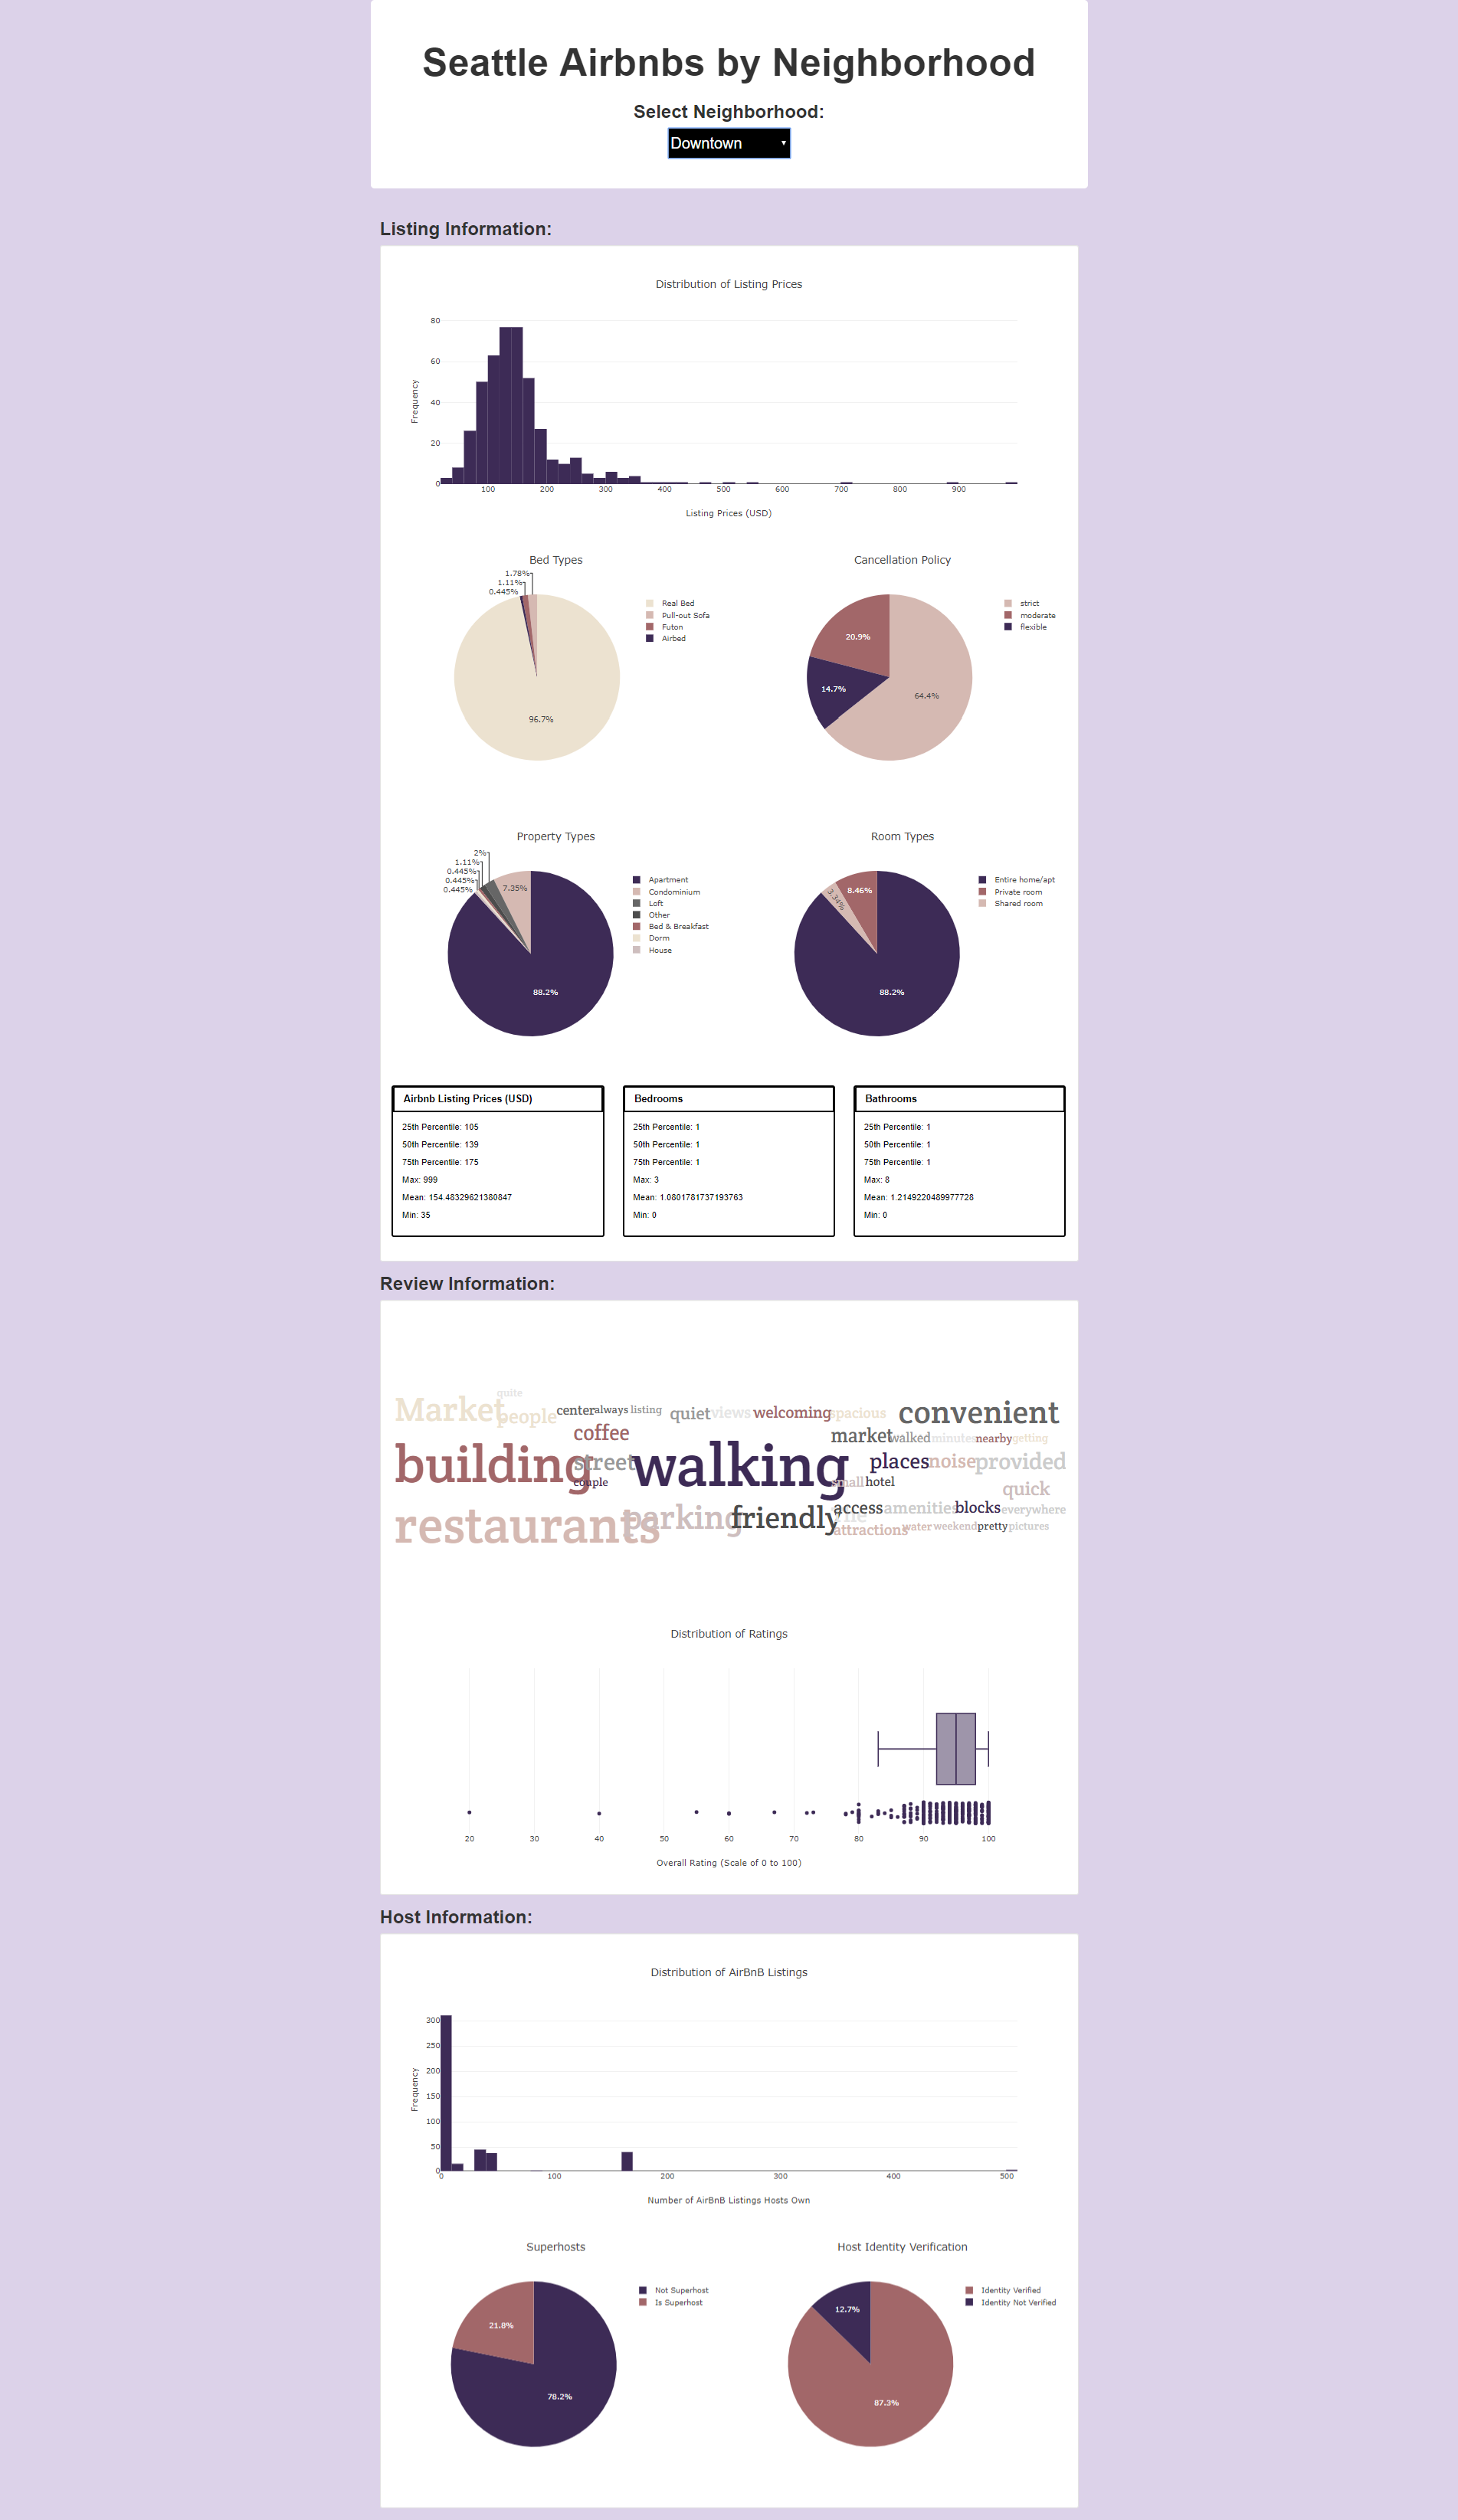 Seattle Airbnbs by Neighborhood
Select Neighborhood:
Downtown
Listing Information:
Distribution of Listing Prices
80
60
40
20
0
Frequency
100 200 300 400 500 600 700 800 900
Listing Prices (USD)
Bed Types
1.78%
1.11%
0.445%
96.7%
Real Bed
Pull-out Sofa
Futon
Airbed
Cancellation Policy
20.9%
14.7%
64.4%
strict
moderate
flexible
Property Types
2%
1.11%
0.445%
0.445%
0.445%
7.35%
88.2%
Apartment
Condominium
Loft
Other
Bed & Breakfast
Dorm
House
Room Types
3.34%
8.46%
88.2%
Entire home/apt
Private room
Shared room
Airbnb Listing Prices (USD)
25th Percentile: 105
50th Percentile: 139
75th Percentile: 175
Max: 999
Mean: 154.48329621380847
Min: 35
Bedrooms
25th Percentile: 1
50th Percentile: 1
75th Percentile: 1
Max: 3
Mean: 1.0801781737193763
Min: 0
Bathrooms
25th Percentile: 1
50th Percentile: 1
75th Percentile: 1
Max: 8
Mean: 1.2149220489977728
Min: 0
Review Information:
quite
Market people center always listing quiet views welcoming spacious convenient
coffee market walked minutes nearby getting
building street walking places noise provided
couple small hotel quick
restaurants parking friendly access amenities blocks everywhere
attractions water weekend pretty pictures
Distribution of Ratings
20 30 40 50 60 70 80 90 100
Overall Rating (Scale of 0 to 100)
Host Information:
Distribution of AirBnB Listings
300
250
200
150
100
50
0
Frequency
0 100 200 300 400 500
Number of AirBnB Listings Hosts Own
Superhosts
21.8%
78.2%
Not Superhost
Is Superhost
Host Identity Verification
12.7%
87.3%
Identity Verified
Identity Not Verified